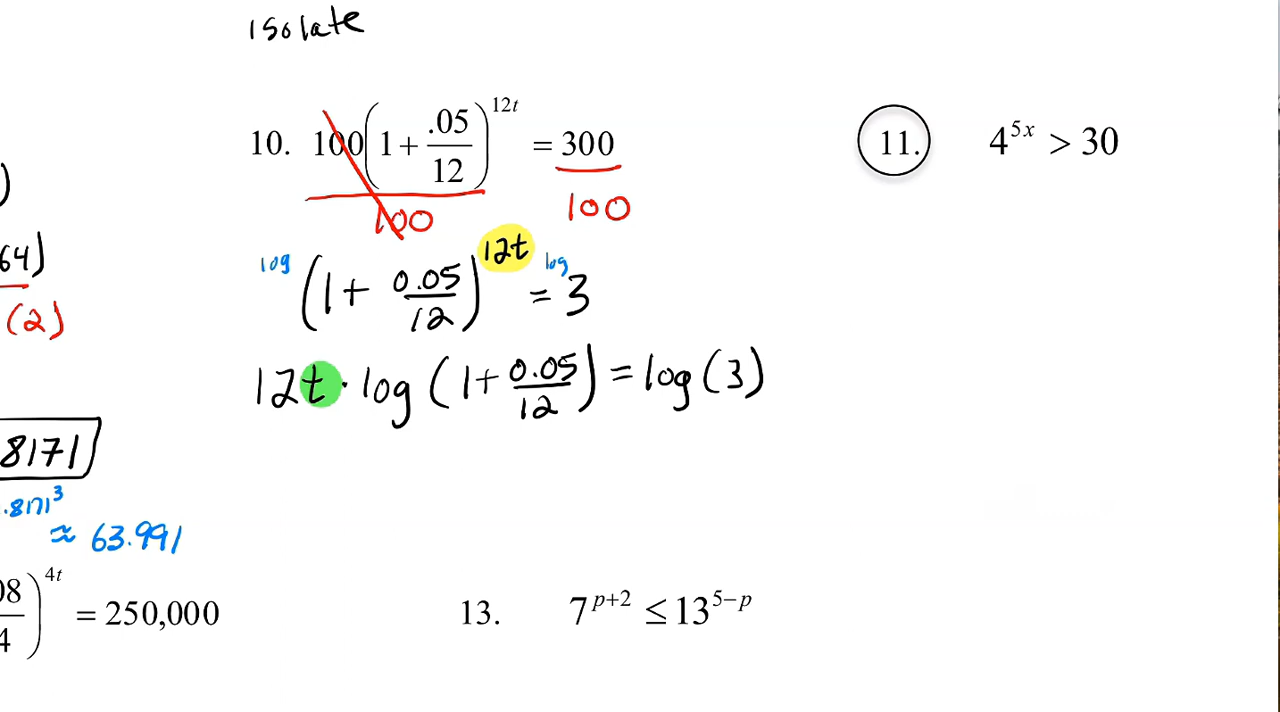 isolate
10. 100(1 + .05/12)^12t = 300
100 100
11. 4^5x > 30
)
64)
(2)
log (1 + 0.05/12)^12t = log 3
12t · log (1 + 0.05/12) = log (3)
8171
.8171^3
≈ 63.991
08/4)^4t = 250,000
13. 7^p+2 ≤ 13^5−p